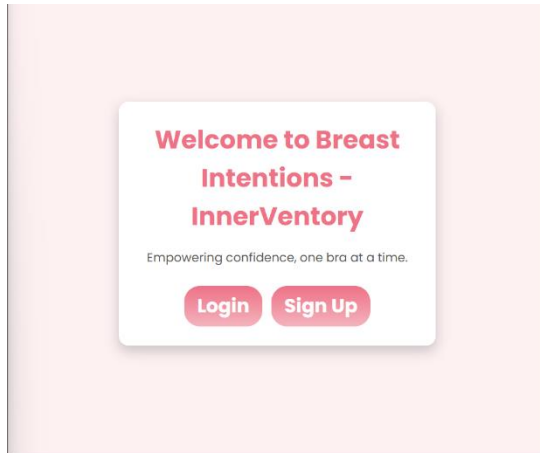 Welcome to Breast
Intentions -
InnerVentory
Empowering confidence, one bra at a time.
Login Sign Up